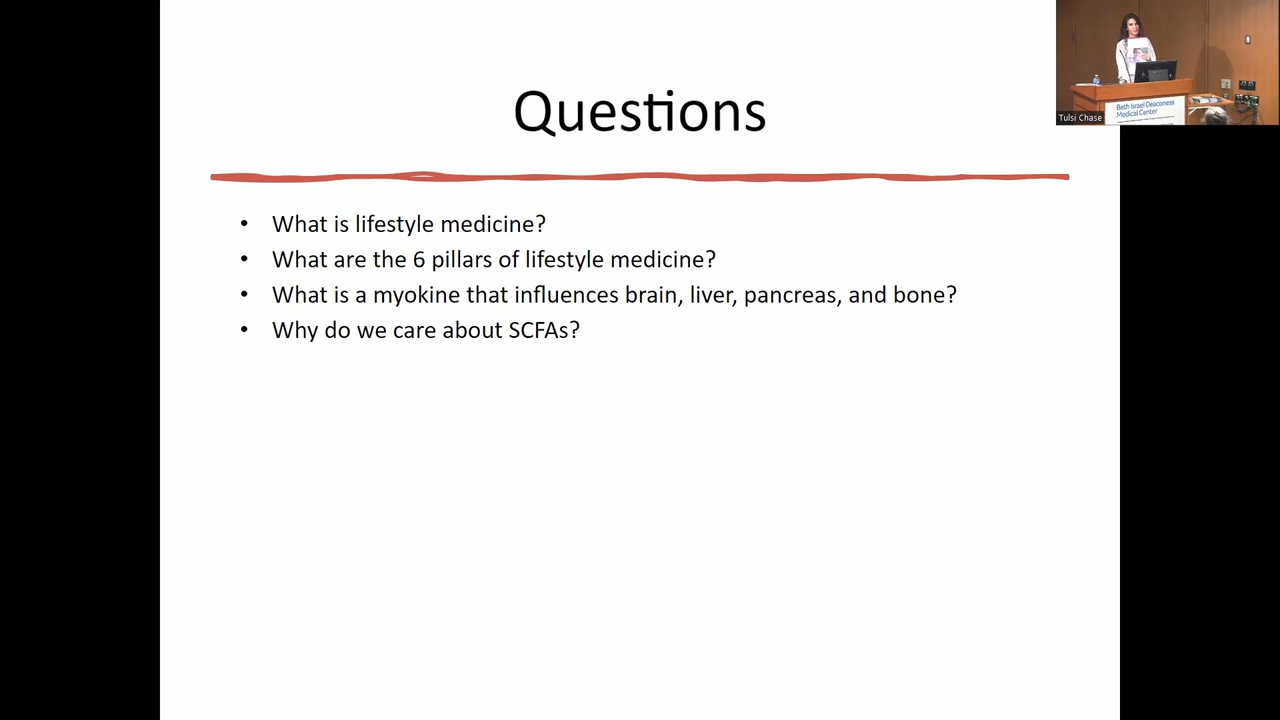 Questions
• What is lifestyle medicine?
• What are the 6 pillars of lifestyle medicine?
• What is a myokine that influences brain, liver, pancreas, and bone?
• Why do we care about SCFAs?
Beth Israel Deaconess
Medical Center
Tulsi Chase